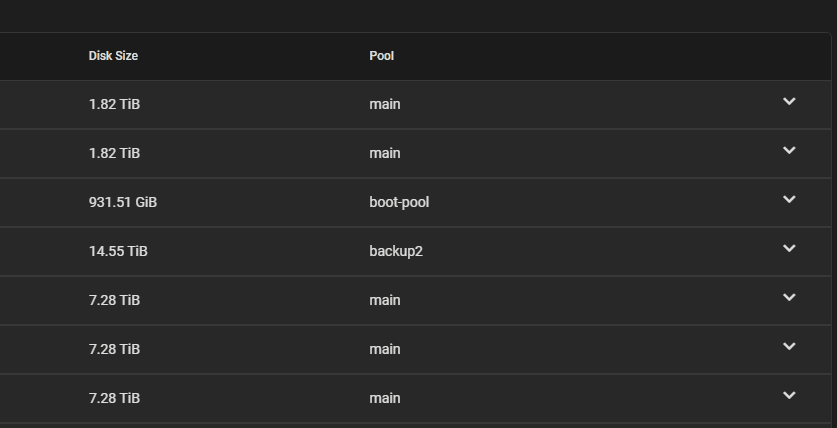 Disk Size Pool
1.82 TiB main
1.82 TiB main
931.51 GiB boot-pool
14.55 TiB backup2
7.28 TiB main
7.28 TiB main
7.28 TiB main